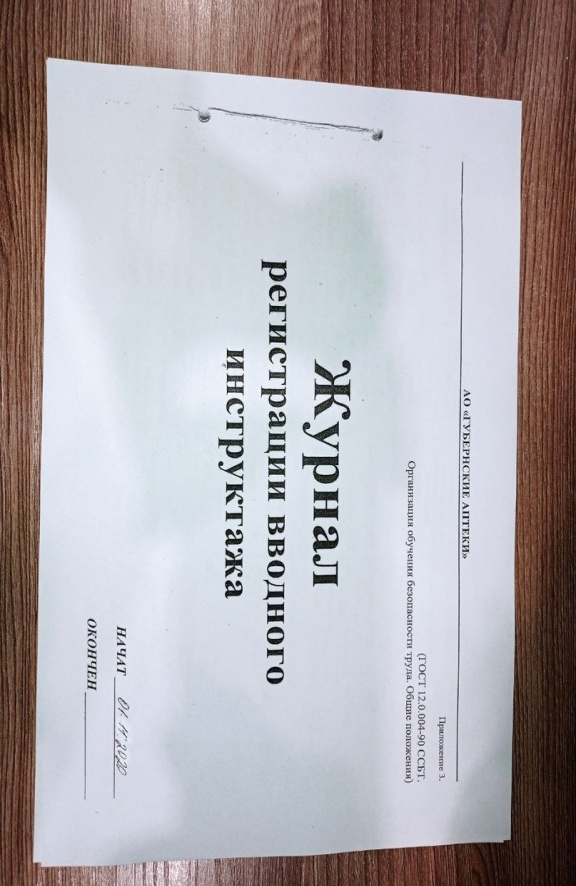 АО «ГУБЕРНСКИЕ АПТЕКИ»
Приложение 3.
(ГОСТ 12.0.004-90 ССБТ.
Организация обучения безопасности труда. Общие положения)
Журнал
регистрации вводного
инструктажа
НАЧАТ 01.11.2020
ОКОНЧЕН